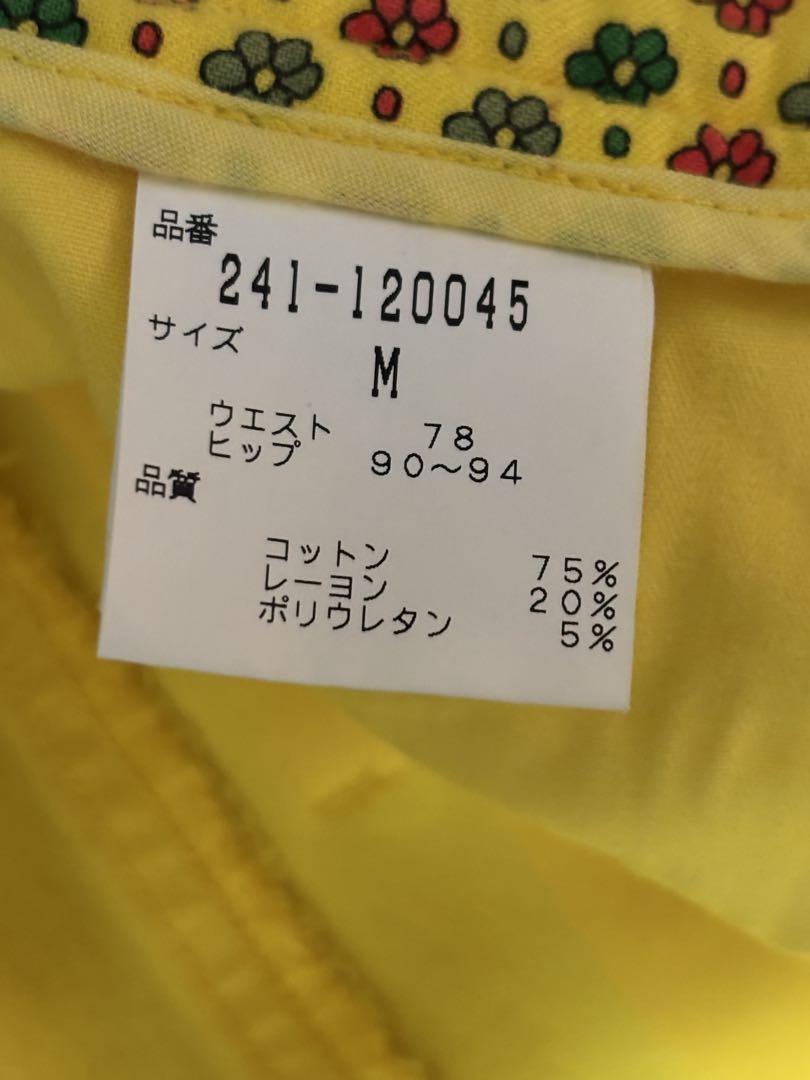 品番
241-120045
サイズ
M
ウエスト 78
ヒップ 90〜94
品質
コットン 75%
レーヨン 20%
ポリウレタン 5%